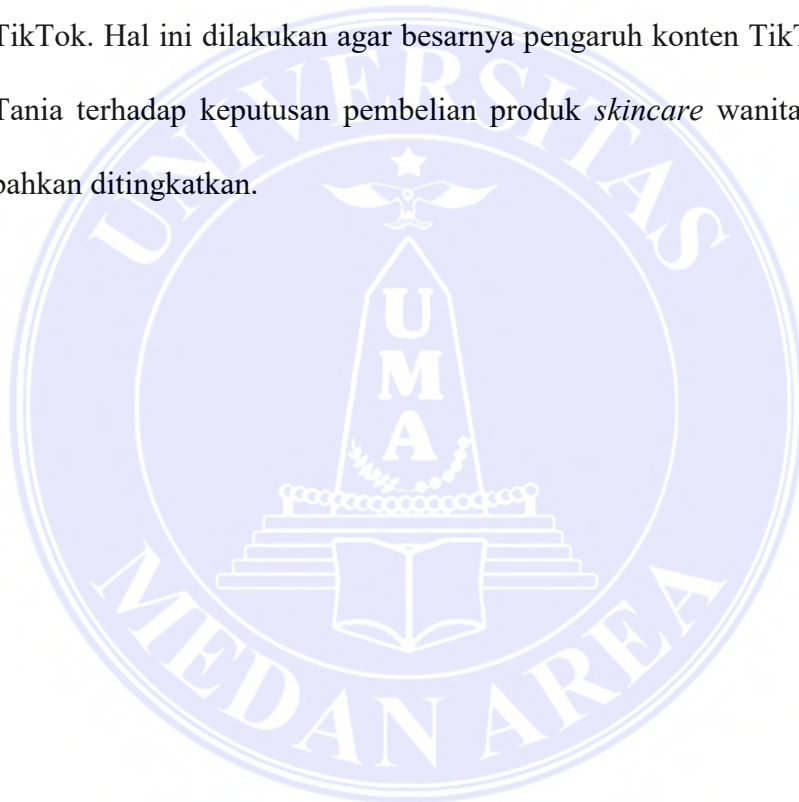 TikTok. Hal ini dilakukan agar besarnya pengaruh konten
Tania terhadap keputusan pembelian produk skincare wanita
bahkan ditingkatkan.
UNIVERSITAS
UMA
MEDAN AREA